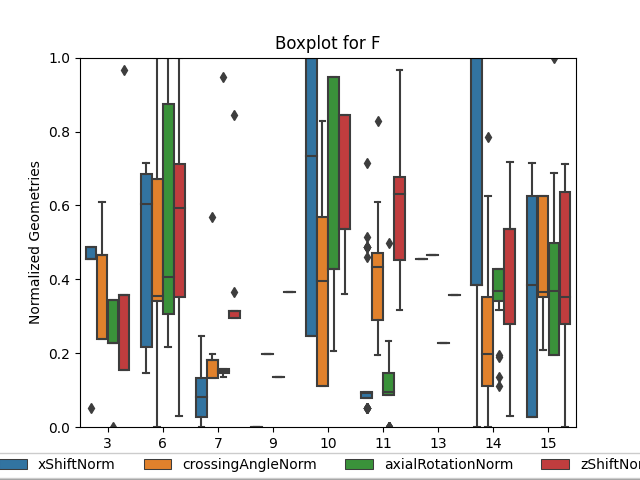 Boxplot for F
Normalized Geometries
1.0
0.8
0.6
0.4
0.2
0.0
3 6 7 9 10 11 13 14 15
xShiftNorm crossingAngleNorm axialRotationNorm zShiftNor